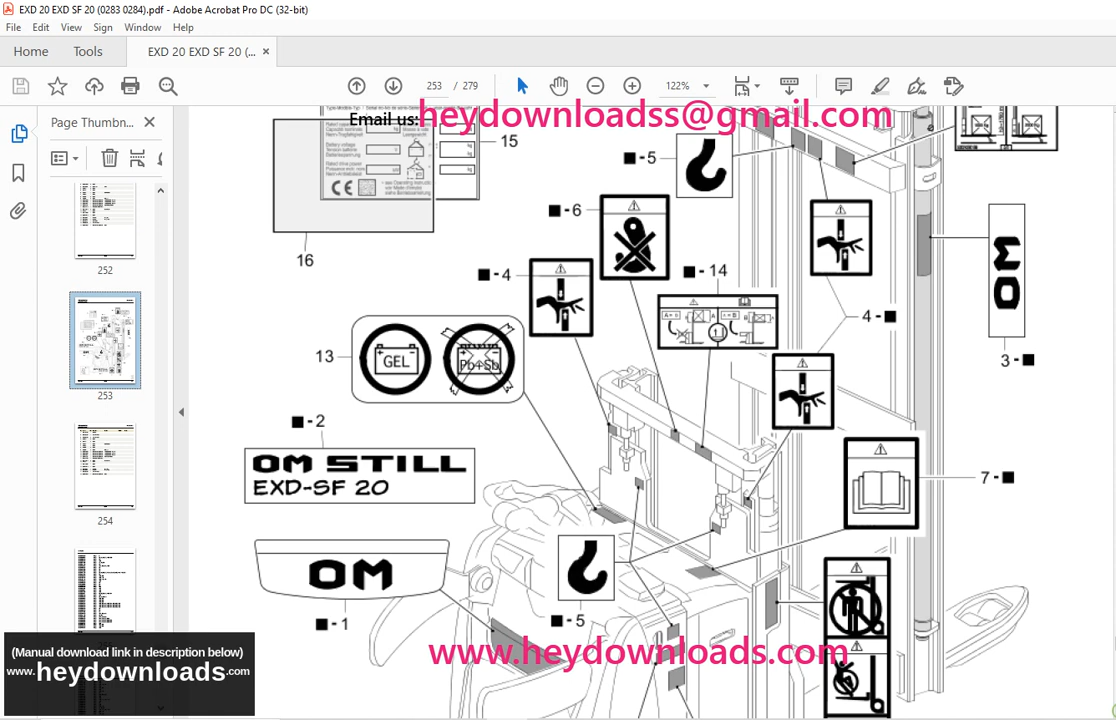 EXD 20 EXD SF 20 (0283 0284).pdf - Adobe Acrobat Pro DC (32-bit)
File Edit View Sign Window Help
Home Tools EXD 20 EXD SF 20 (... ×
253 / 279 122%
Page Thumbn...
Email us:heydownloadss@gmail.com
15
16
■-5
■-6
■-4
■-14
4-■
3-■
OM
13
GEL
Pb+Sb
■-2
OM STILL
EXD-SF 20
7-■
OM
■-1
■-5
252
253
254
www.heydownloads.com
(Manual download link in description below)
www.heydownloads.com